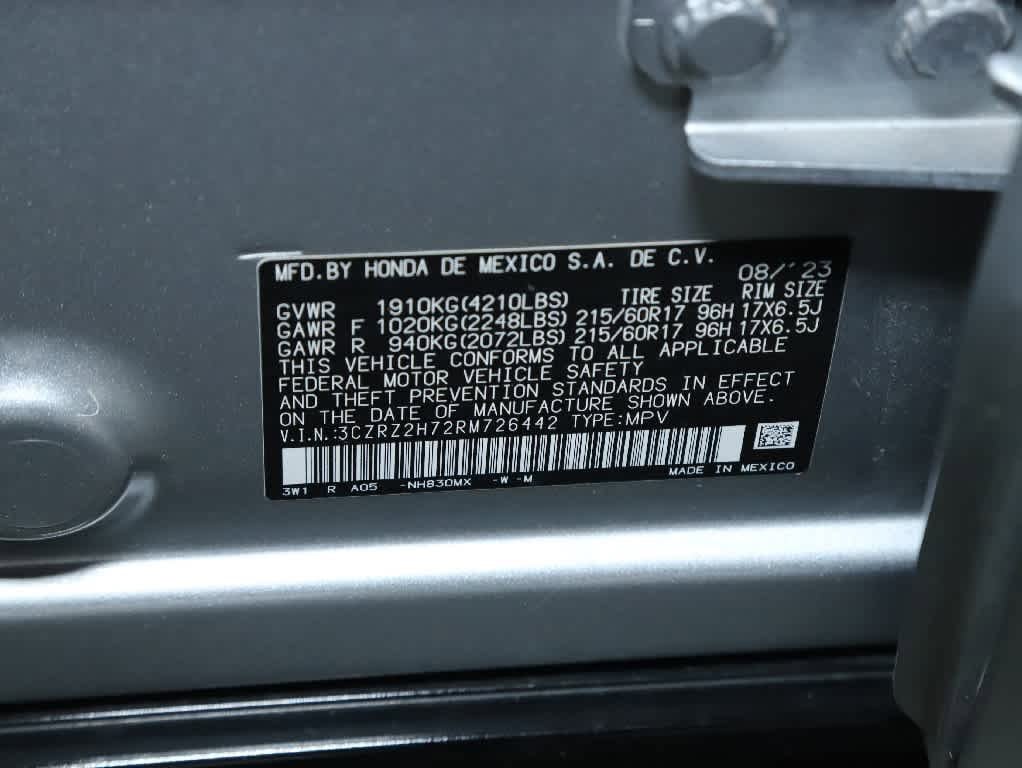 MFD.BY HONDA DE MEXICO S.A. DE C.V. 08/'23
TIRE SIZE RIM SIZE
GVWR 1910KG(4210LBS)
GAWR F 1020KG(2248LBS) 215/60R17 96H 17X6.5J
GAWR R 940KG(2072LBS) 215/60R17 96H 17X6.5J
THIS VEHICLE CONFORMS TO ALL APPLICABLE
FEDERAL MOTOR VEHICLE SAFETY
AND THEFT PREVENTION STANDARDS IN EFFECT
ON THE DATE OF MANUFACTURE SHOWN ABOVE.
V.I.N.:3CZRZ2H72RM726442 TYPE:MPV
MADE IN MEXICO
3W1 R A05 -NH830MX -W -M